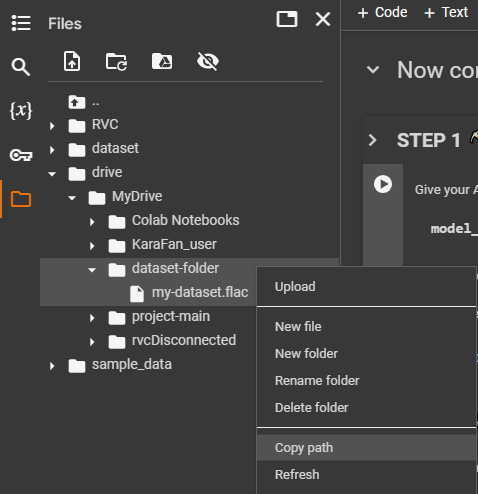 Files
+ Code + Text
..
Now con
RVC
STEP 1
dataset
drive
MyDrive
Give your A
Colab Notebooks
model_
KaraFan_user
dataset-folder
my-dataset.flac
project-main
rvcDisconnected
sample_data
Upload
New file
New folder
Rename folder
Delete folder
Copy path
Refresh
{x}